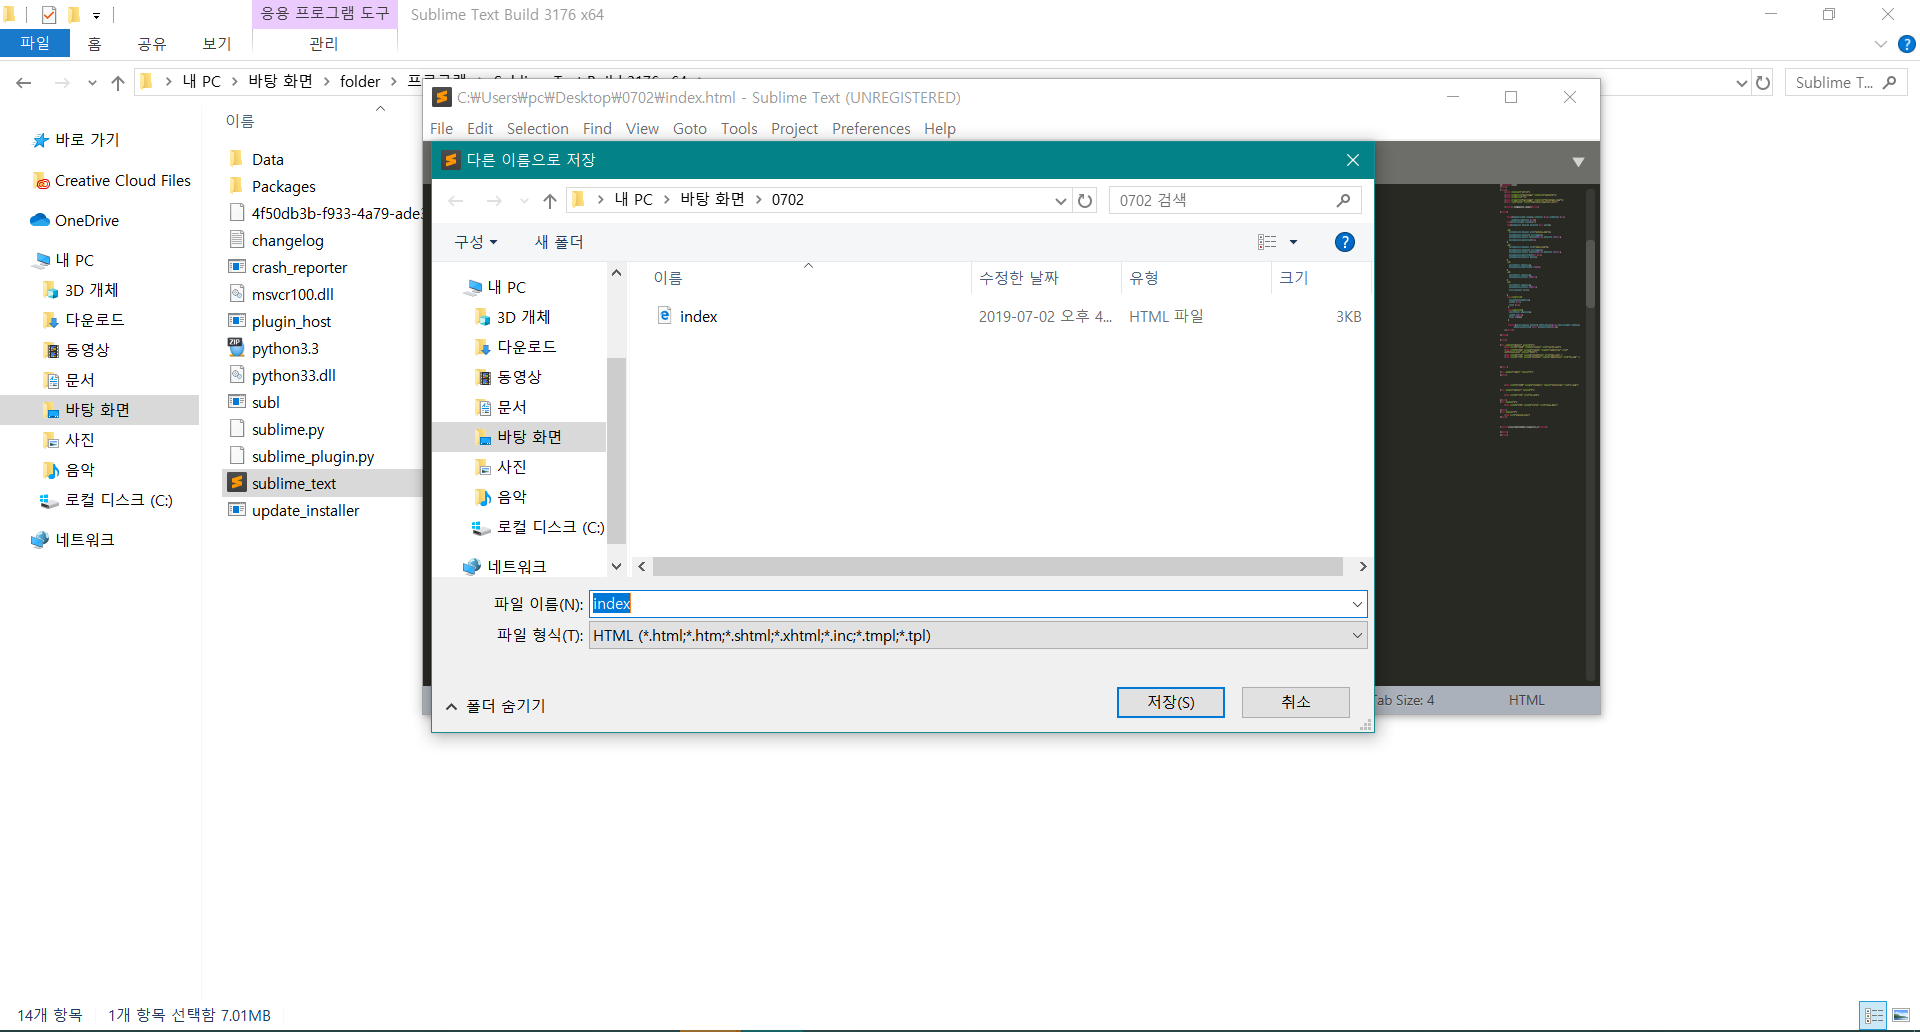 응용 프로그램 도구
Sublime Text Build 3176 x64
파일
홈
공유
보기
관리
내 PC
바탕 화면
folder
Sublime T...
이름
바로 가기
Creative Cloud Files
OneDrive
내 PC
3D 개체
다운로드
동영상
문서
바탕 화면
사진
음악
로컬 디스크 (C:)
네트워크
Data
Packages
4f50db3b-f933-4a79-ade
changelog
crash_reporter
msvcr100.dll
plugin_host
python3.3
python33.dll
subl
sublime.py
sublime_plugin.py
sublime_text
update_installer
C:₩Users₩pc₩Desktop₩0702₩index.html - Sublime Text (UNREGISTERED)
File Edit Selection Find View Goto Tools Project Preferences Help
다른 이름으로 저장
내 PC
바탕 화면
0702
0702 검색
구성
새 폴더
내 PC
3D 개체
다운로드
동영상
문서
바탕 화면
사진
음악
로컬 디스크 (C:)
네트워크
이름
수정한 날짜
유형
크기
index
2019-07-02 오후 4...
HTML 파일
3KB
파일 이름(N):
index
파일 형식(T):
HTML (*.html;*.htm;*.shtml;*.xhtml;*.inc;*.tmpl;*.tpl)
폴더 숨기기
저장(S)
취소
Tab Size: 4
HTML
14개 항목
1개 항목 선택함 7.01MB